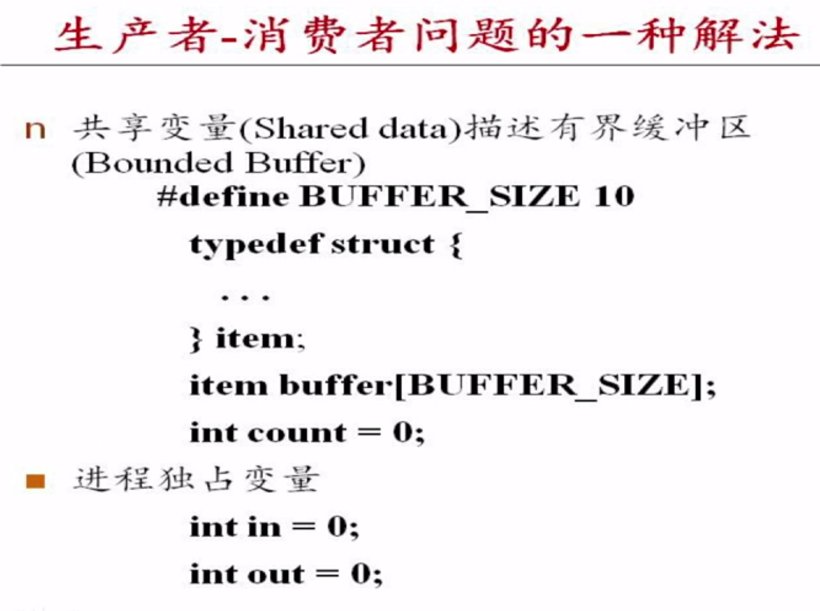 生产者-消费者问题的一种解法
n 共享变量(Shared data)描述有界缓冲区
(Bounded Buffer)
#define BUFFER_SIZE 10
typedef struct {
. . .
} item;
item buffer[BUFFER_SIZE];
int count = 0;
进程独占变量
int in = 0;
int out = 0;